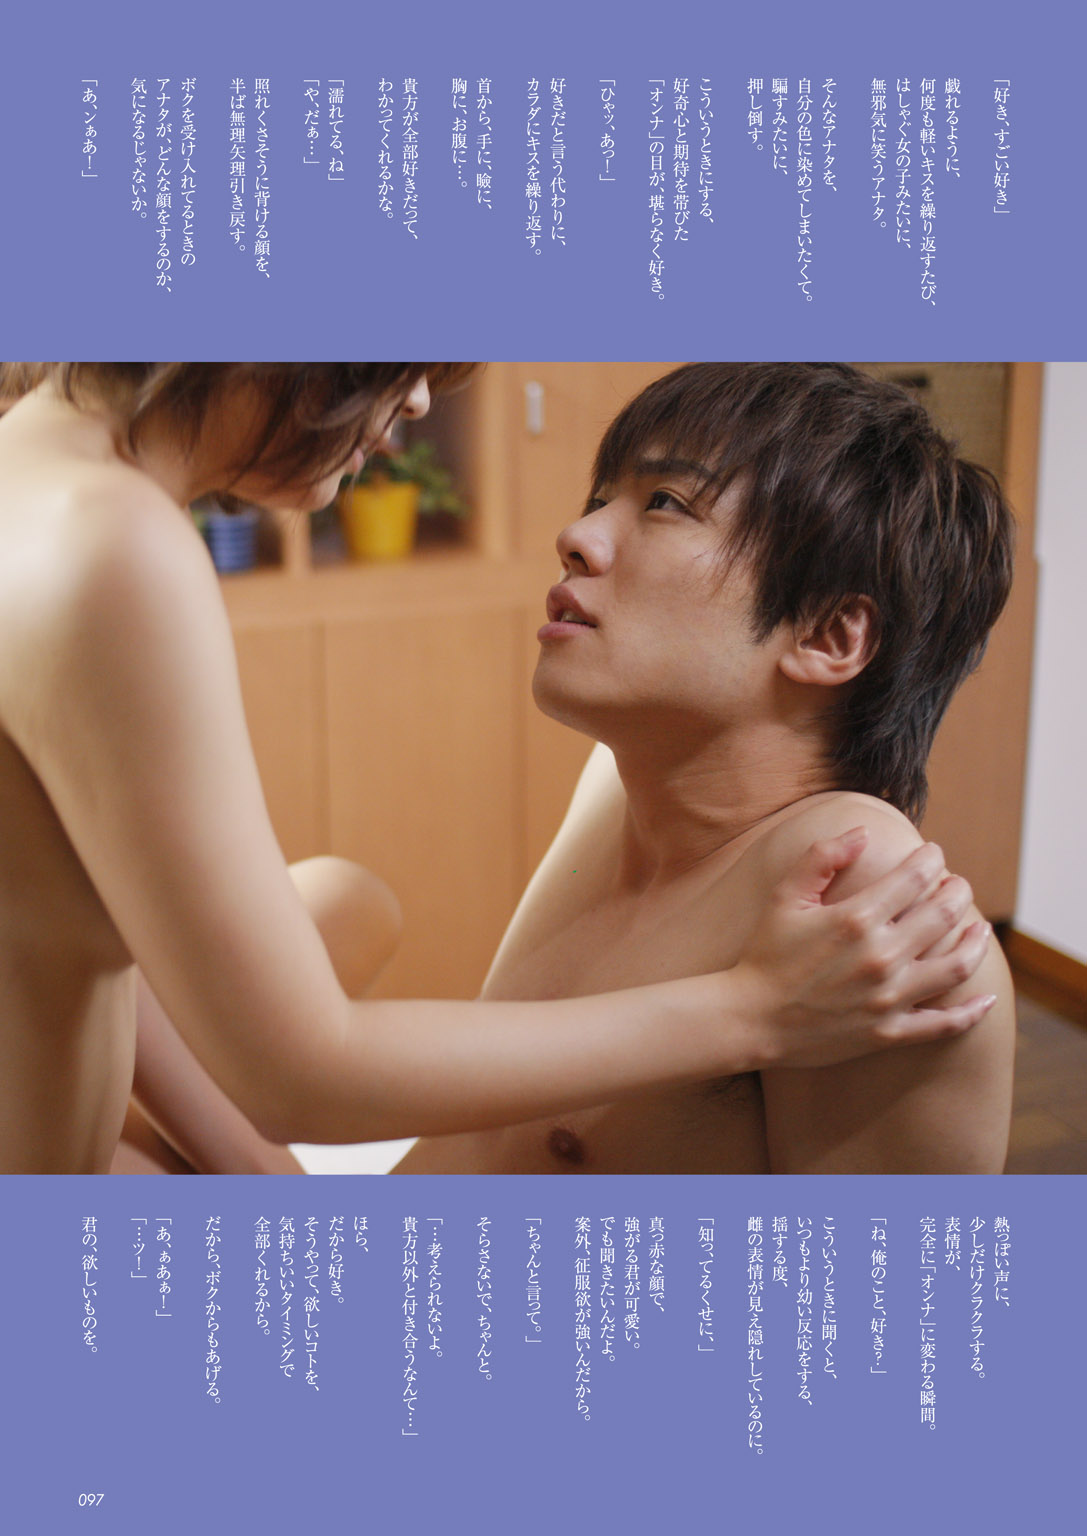 「好き、すごい好き」
戯れるように、
何度も軽いキスを繰り返すたび、
はしゃぐ女の子みたいに、
無邪気に笑うアナタ。
そんなアナタを、
自分の色に染めてしまいたくて。
騙すみたいに、
押し倒す。
こういうときにする、
好奇心と期待を帯びた
「オンナ」の目が、堪らなく好き。
「ひゃッ、あっ！」
好きだと言う代わりに、
カラダにキスを繰り返す。
首から、手に、瞼に、
胸に、お腹に…。
貴方が全部好きだって、
わかってくれるかな。
「濡れてる、ね」
「や、だぁ…」
照れくさそうに背ける顔を、
半ば無理矢理引き戻す。
ボクを受け入れてるときの
アナタが、どんな顔をするのか、
気になるじゃないか。
「あ、ンぁあ！」
熱っぽい声に、
少しだけクラクラする。
表情が、
完全に「オンナ」に変わる瞬間。
「ね、俺のこと、好き？」
こういうときに聞くと、
いつもより幼い反応をする、
揺する度、
雌の表情が見え隠れしているのに。
「知ってるくせに、」
真っ赤な顔で、
強がる君が可愛い。
でも聞きたいんだよ。
案外、征服欲が強いんだから。
「ちゃんと言って。」
そらさないで、ちゃんと。
「…考えられないよ。
貴方以外と付き合うなんて…」
ほら、
だから好き。
そうやって、欲しいコトを、
気持ちいいタイミングで
全部くれるから。
だから、ボクからもあげる。
「あ、ぁあぁ！」
「…ッ！」
君の、欲しいものを。
097